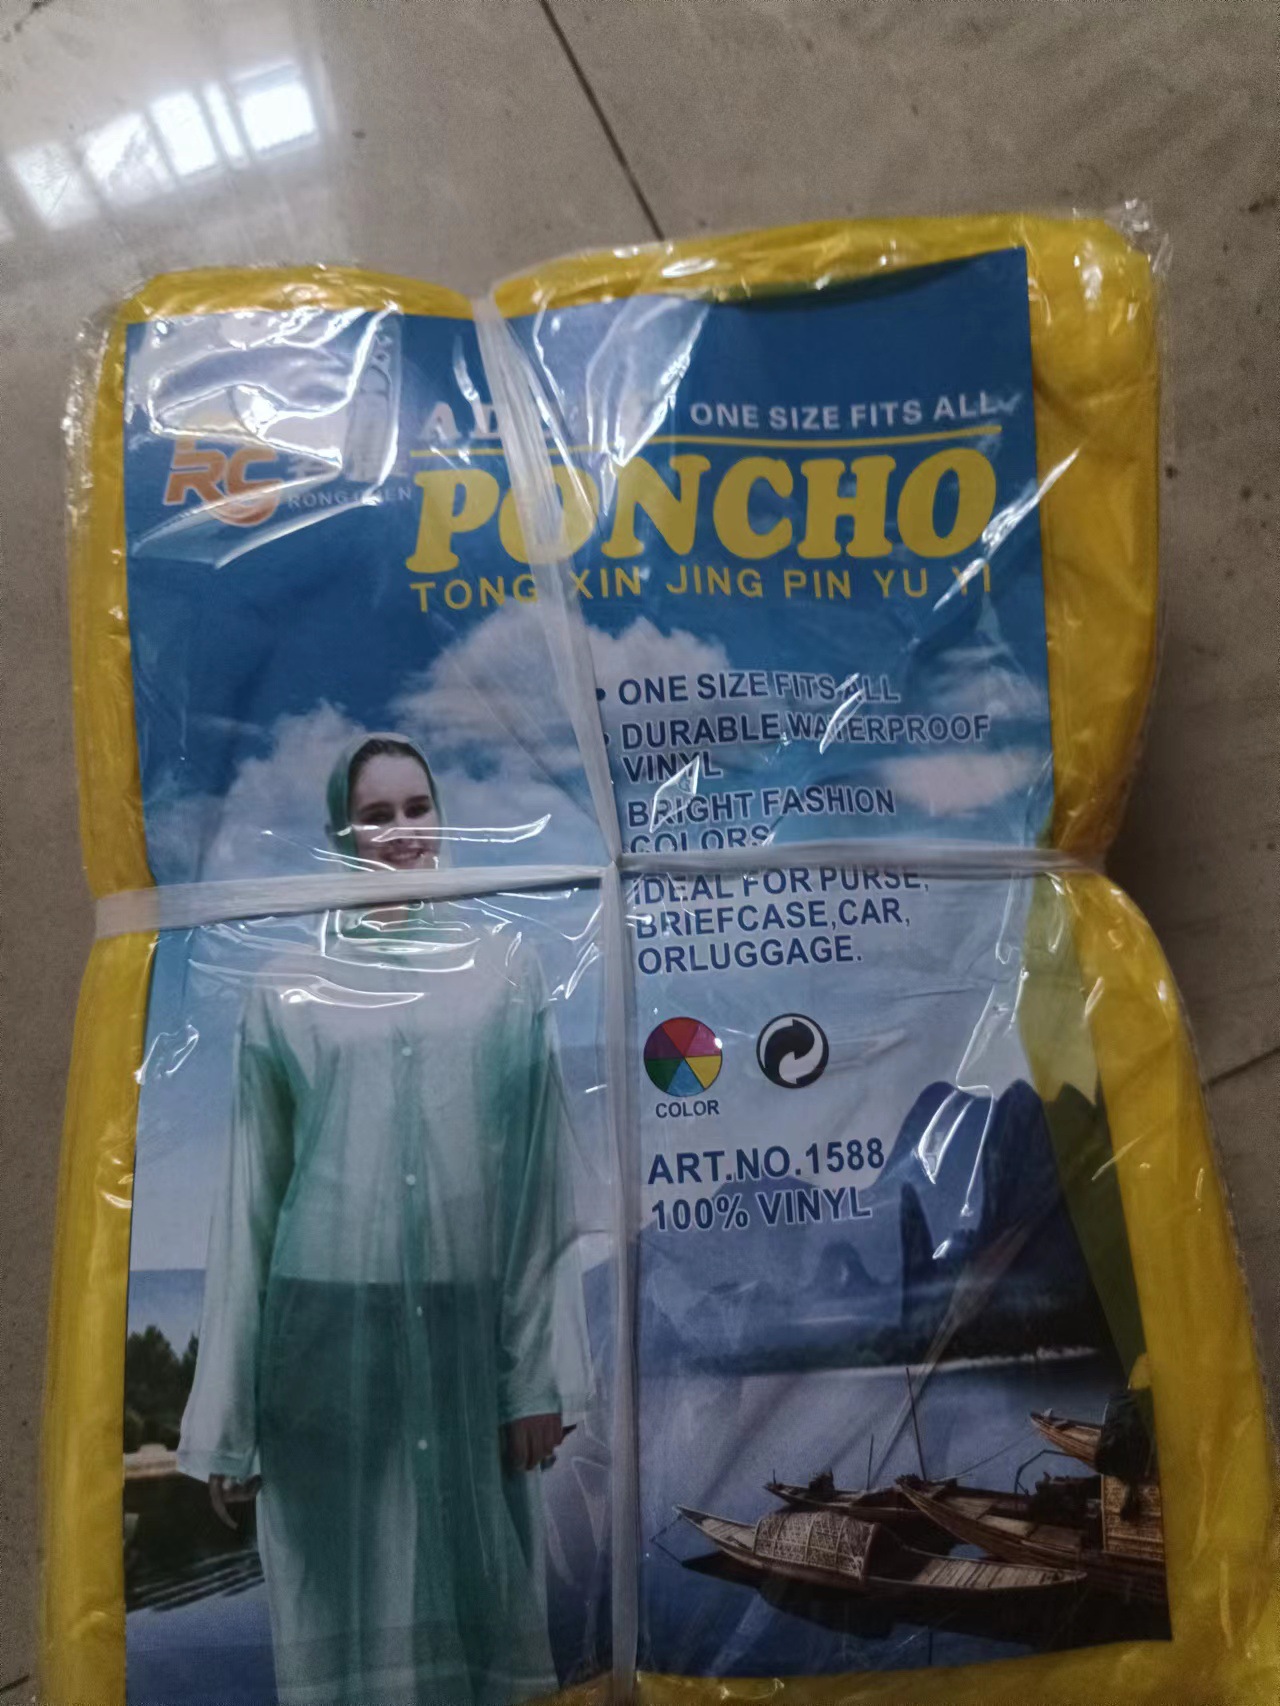 ONE SIZE FITS ALL
RC
PONCHO
TONG XIN JING PIN YU YI
• ONE SIZE FITS ALL
• DURABLE,WATERPROOF
VINYL
BRIGHT FASHION
COLORS
IDEAL FOR PURSE,
BRIEFCASE,CAR,
ORLUGGAGE.
COLOR
ART.NO.1588
100% VINYL